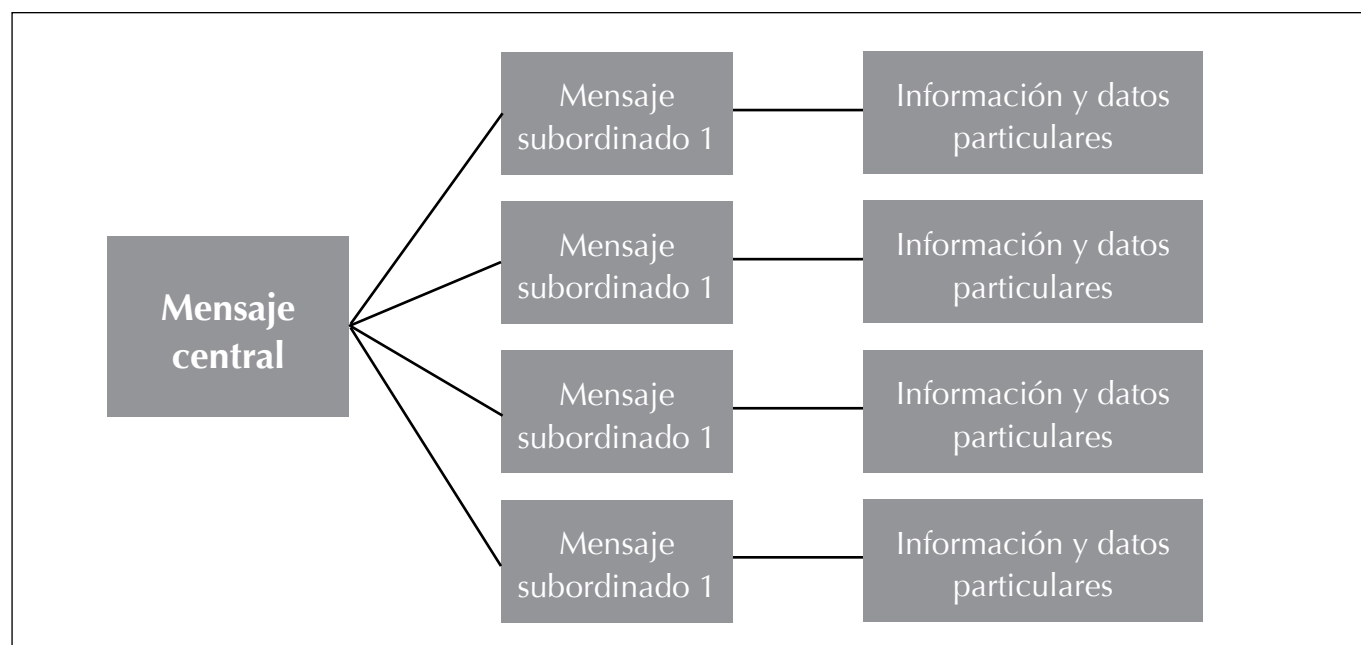 Mensaje
central
Mensaje
subordinado 1
Información y datos
particulares
Mensaje
subordinado 1
Información y datos
particulares
Mensaje
subordinado 1
Información y datos
particulares
Mensaje
subordinado 1
Información y datos
particulares